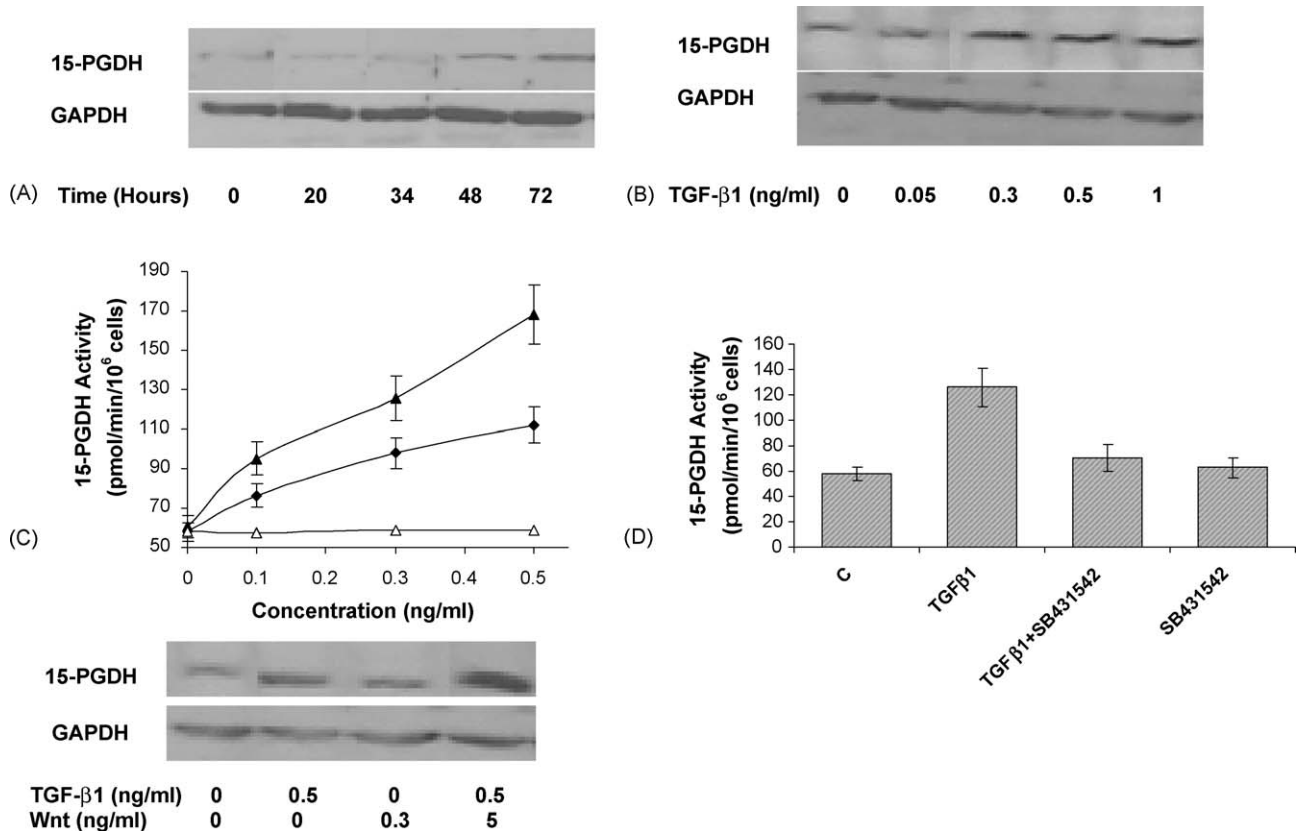 15-PGDH
GAPDH
(A) Time (Hours) 0 20 34 48 72
15-PGDH
GAPDH
(B) TGF-β1 (ng/ml) 0 0.05 0.3 0.5 1
15-PGDH Activity
(pmol/min/10⁶ cells)
190
170
150
130
110
90
70
50
0 0.1 0.2 0.3 0.4 0.5
Concentration (ng/ml)
(C)
15-PGDH
GAPDH
TGF-β1 (ng/ml) 0 0.5 0 0.5
Wnt (ng/ml) 0 0 0.3 5
15-PGDH Activity
(pmol/min/10⁶ cells)
160
140
120
100
80
60
40
20
0
(D)
C
TGFβ1
TGFβ1+SB431542
SB431542